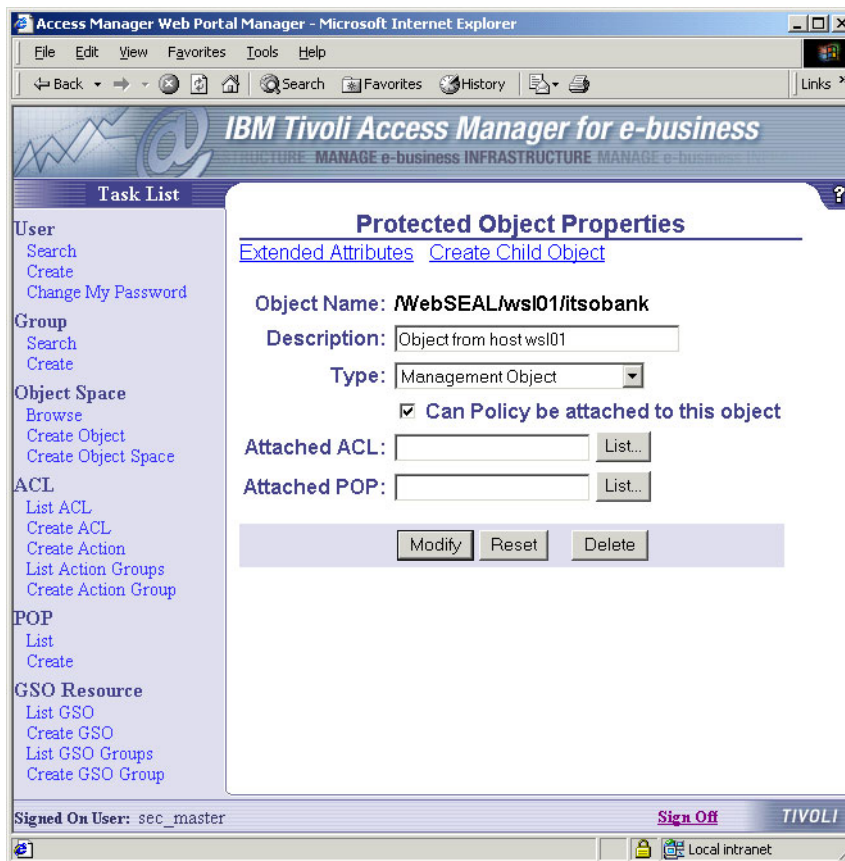 Access Manager Web Portal Manager - Microsoft Internet Explorer
File Edit View Favorites Tools Help
Back Search Favorites History Links
IBM Tivoli Access Manager for e-business
STRUCTURE MANAGE e-business INFRASTRUCTURE MANAGE e-business
Task List
?
User
Search
Create
Change My Password
Group
Search
Create
Object Space
Browse
Create Object
Create Object Space
ACL
List ACL
Create ACL
Create Action
List Action Groups
Create Action Group
POP
List
Create
GSO Resource
List GSO
Create GSO
List GSO Groups
Create GSO Group
Protected Object Properties
Extended Attributes Create Child Object
Object Name: /WebSEAL/wsl01/itsobank
Description: Object from host wsl01
Type: Management Object
Can Policy be attached to this object
Attached ACL: List...
Attached POP: List...
Modify Reset Delete
Signed On User: sec_master Sign Off TIVOLI
Local intranet